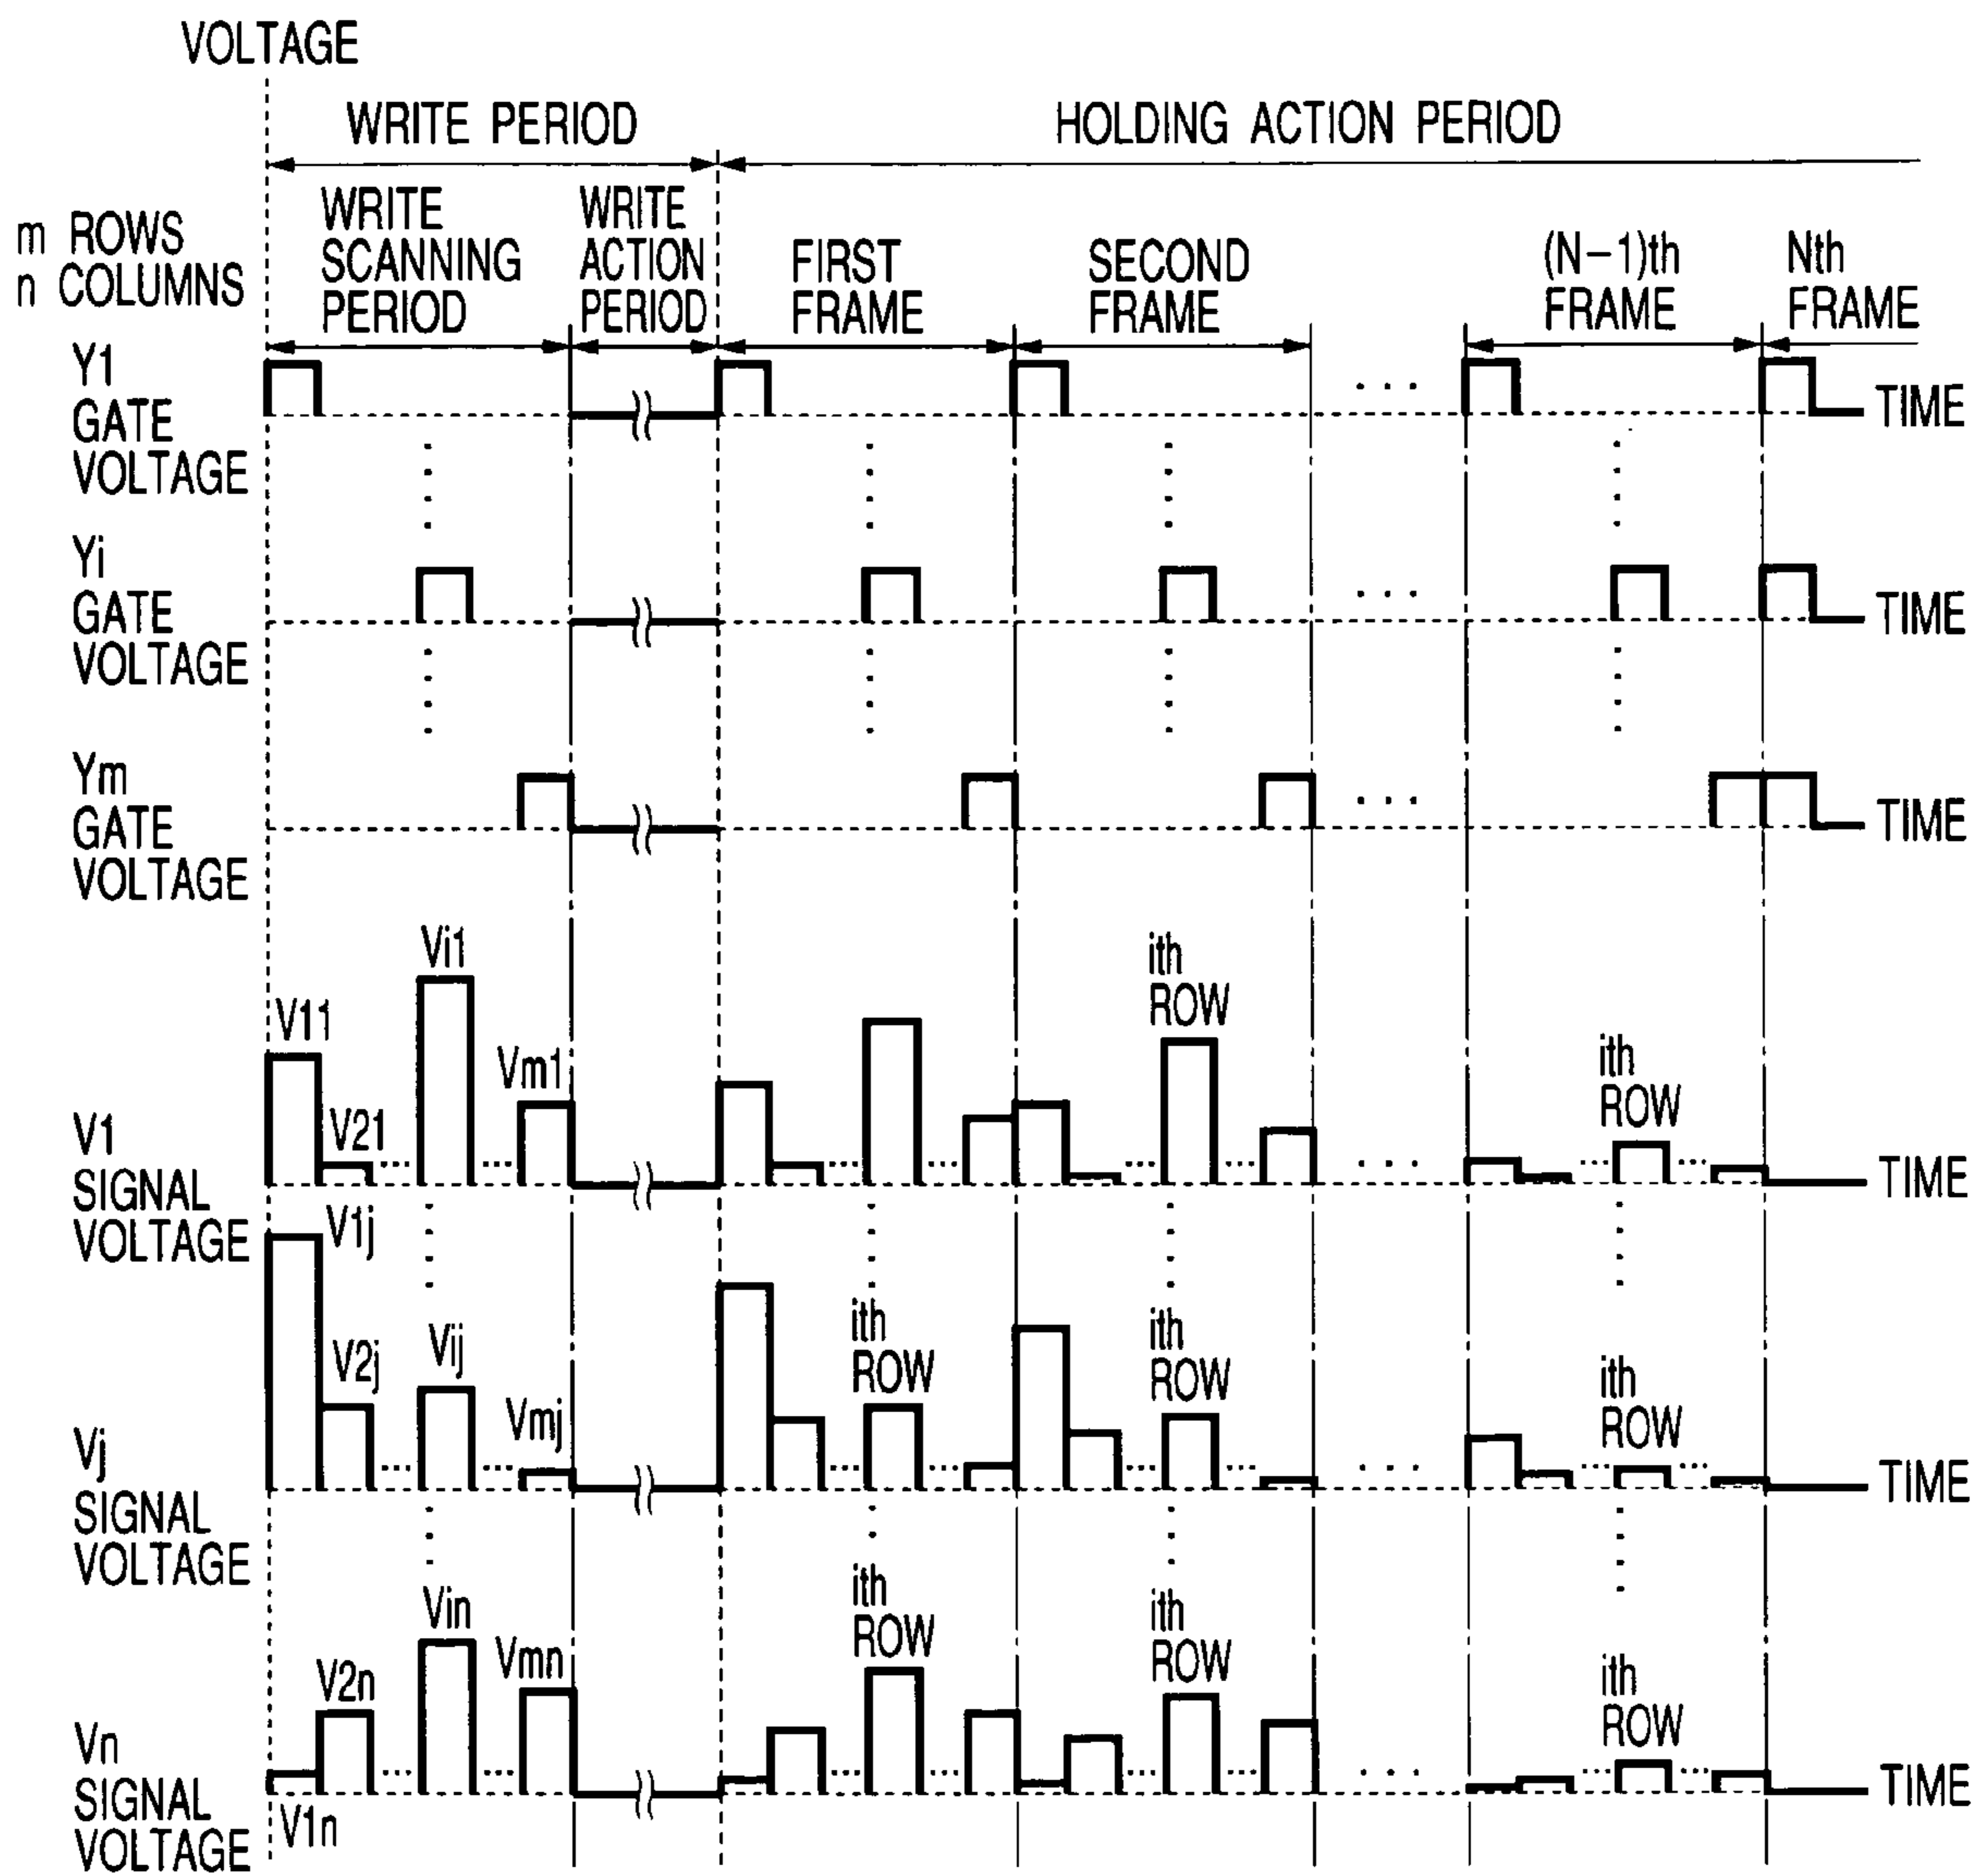 VOLTAGE
WRITE PERIOD
HOLDING ACTION PERIOD
m ROWS
n COLUMNS
WRITE
SCANNING
PERIOD
WRITE
ACTION
PERIOD
FIRST
FRAME
SECOND
FRAME
(N-1)th
FRAME
Nth
FRAME
Y1
GATE
VOLTAGE
...
TIME
Yi
GATE
VOLTAGE
...
TIME
Ym
GATE
VOLTAGE
...
TIME
V1
SIGNAL
VOLTAGE
V11
V21
...
Vi1
...
Vm1
...
...
ith
ROW
...
...
...
ith
ROW
...
...
TIME
Vj
SIGNAL
VOLTAGE
V1j
V2j
...
Vij
...
Vmj
ith
ROW
...
...
ith
ROW
...
...
...
ith
ROW
...
...
TIME
Vn
SIGNAL
VOLTAGE
V1n
V2n
...
Vin
...
Vmn
ith
ROW
...
...
ith
ROW
...
...
...
ith
ROW
...
...
TIME